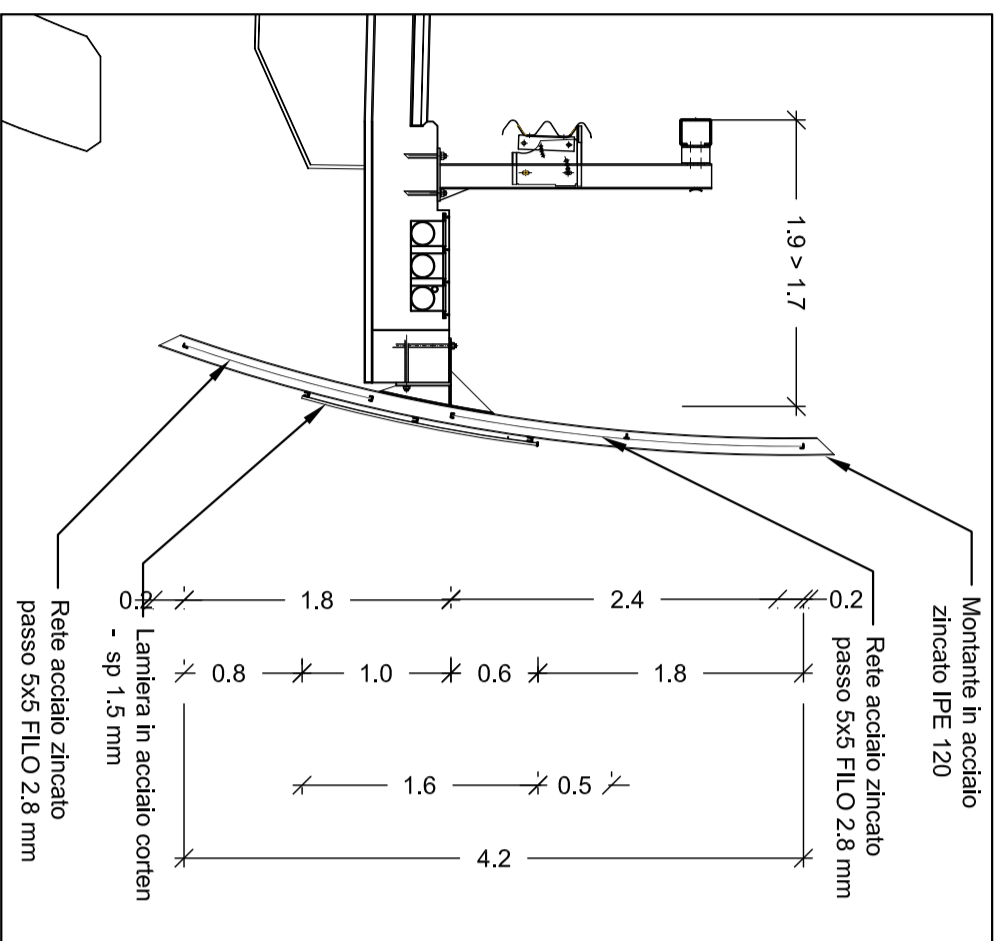 1.9 > 1.7
Montante in acciaio
zincato IPE 120
Rete acciaio zincato
passo 5x5 FILO 2.8 mm
0.2
1.8
2.4
0.2
0.8
1.0
0.6
1.8
1.6
0.5
4.2
Lamiera in acciaio corten
- sp 1.5 mm
Rete acciaio zincato
passo 5x5 FILO 2.8 mm